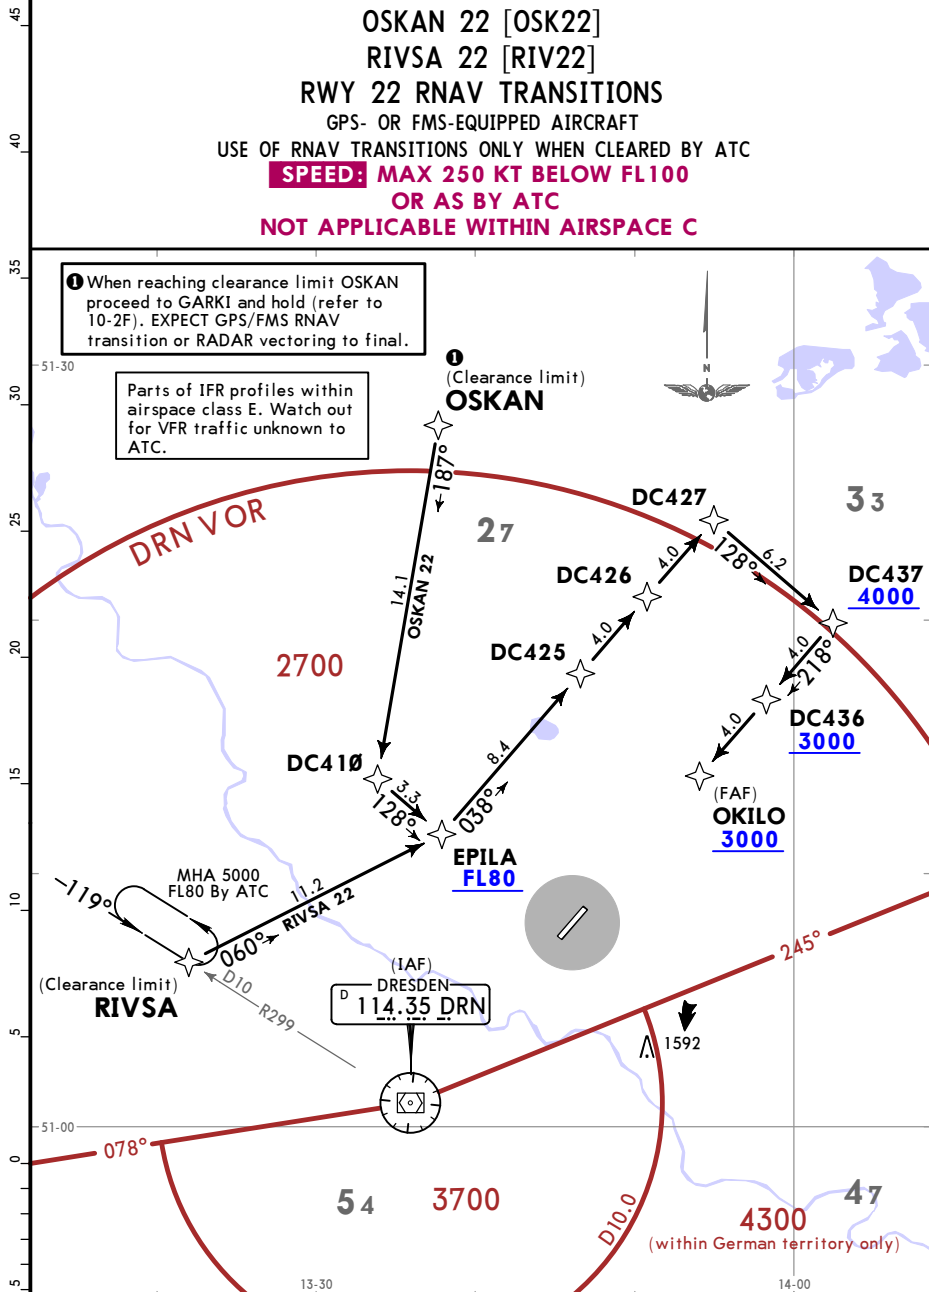 OSKAN 22 [OSK22]
RIVSA 22 [RIV22]
RWY 22 RNAV TRANSITIONS
GPS- OR FMS-EQUIPPED AIRCRAFT
USE OF RNAV TRANSITIONS ONLY WHEN CLEARED BY ATC
SPEED: MAX 250 KT BELOW FL100
OR AS BY ATC
NOT APPLICABLE WITHIN AIRSPACE C
45
40
35
30
25
20
15
10
5
0
5
❶ When reaching clearance limit OSKAN
proceed to GARKI and hold (refer to
10-2F). EXPECT GPS/FMS RNAV
transition or RADAR vectoring to final.
51-30
Parts of IFR profiles within
airspace class E. Watch out
for VFR traffic unknown to
ATC.
❶
(Clearance limit)
OSKAN
N
187°
DRN VOR
27
33
DC427
128°
6.2
DC437
4000
4.0
DC426
14.1
OSKAN 22
4.0
DC425
4.0
218°
2700
DC436
3000
4.0
8.4
DC41Ø
3.3
128°
038°
(FAF)
OKILO
3000
EPILA
FL80
MHA 5000
FL80 By ATC
119°
11.2
RIVSA 22
060°
(Clearance limit)
RIVSA
D10
R299
(IAF)
DRESDEN
D 114.35 DRN
245°
1592
51-00
078°
54
3700
D10.0
47
4300
(within German territory only)
13-30
14-00